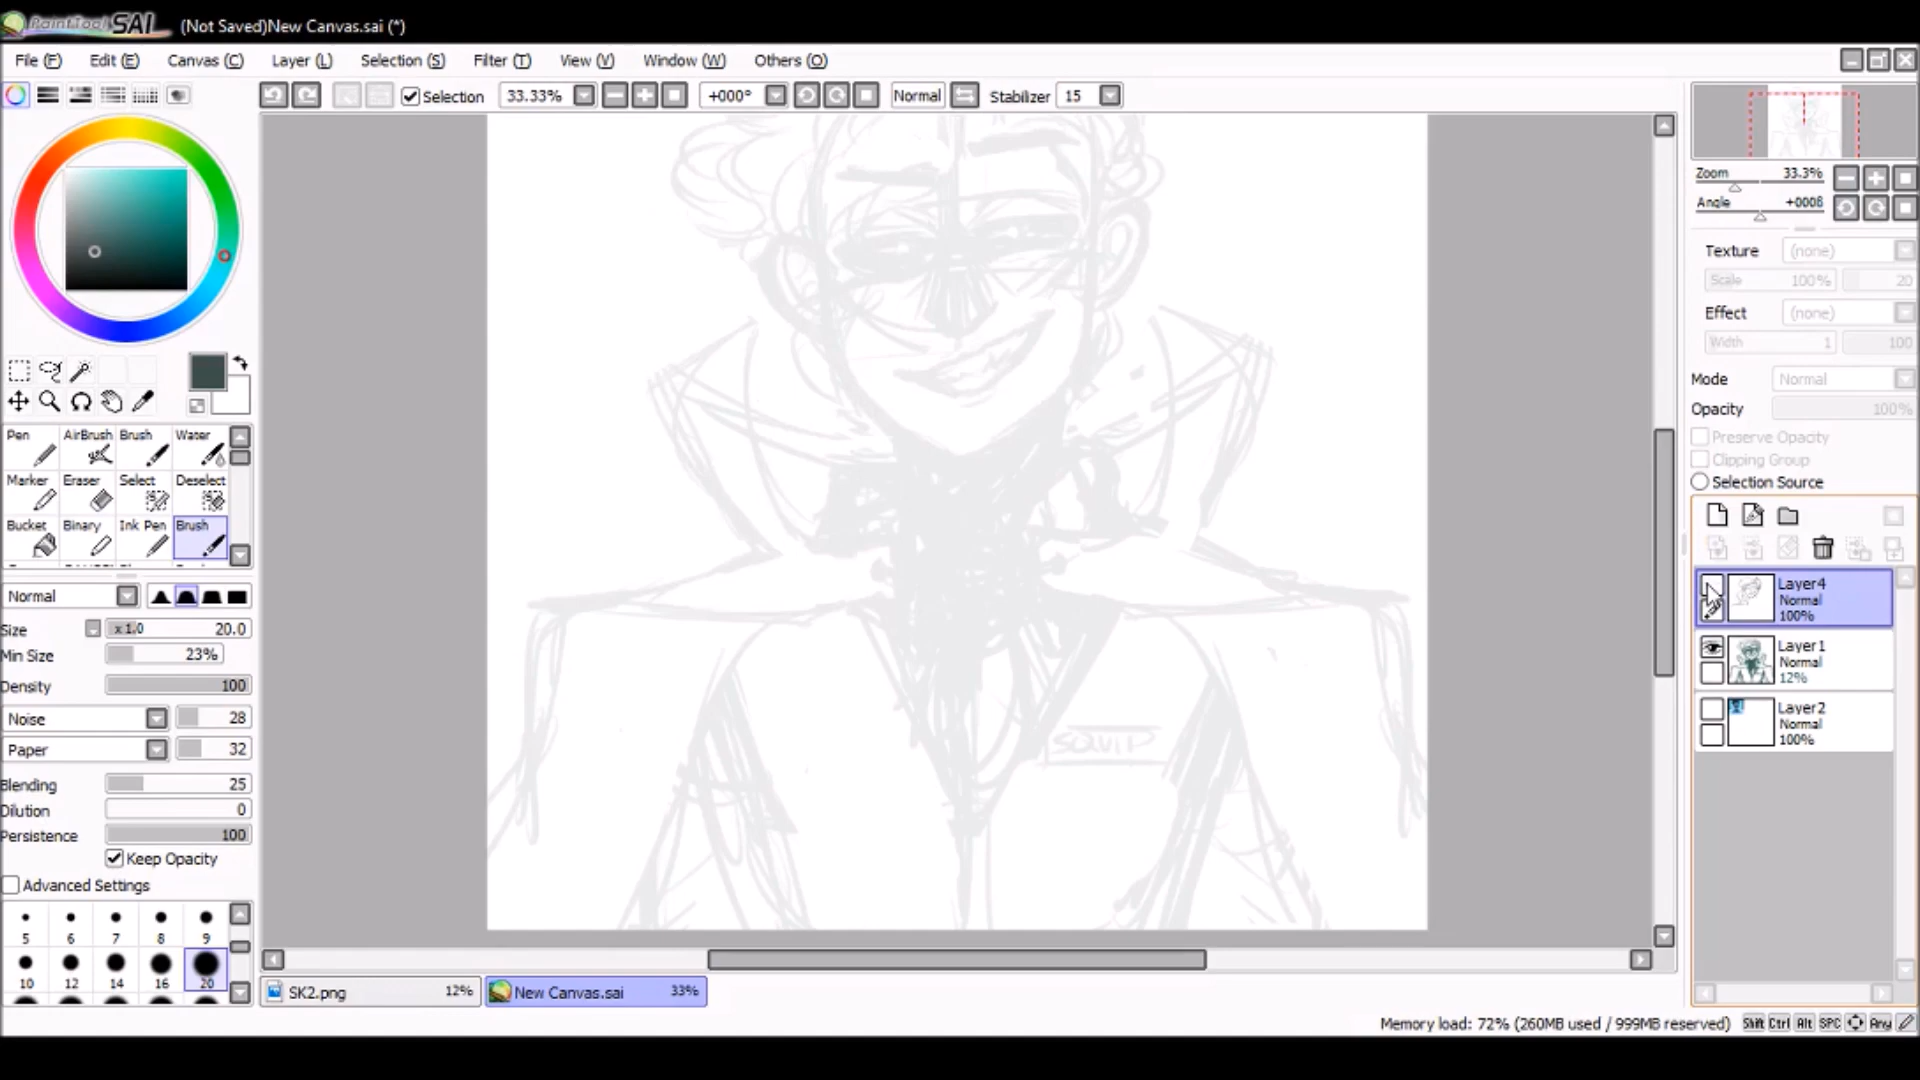 PaintTool SAI (Not Saved)New Canvas.sai (*)
File (F) Edit (E) Canvas (C) Layer (L) Selection (S) Filter (T) View (V) Window (W) Others (O)
Selection 33.33% +000° Normal Stabilizer 15
Zoom 33.3%
Angle +000ß
Texture (none)
Scale 100% 20
Effect (none)
Width 1 100
Mode Normal
Opacity 100%
Preserve Opacity
Clipping Group
Selection Source
Pen AirBrush Brush Water
Marker Eraser Select Deselect
Bucket Binary Ink Pen Brush
Normal
Size x 1.0 20.0
Min Size 23%
Density 100
Noise 28
Paper 32
Blending 25
Dilution 0
Persistence 100
Keep Opacity
Advanced Settings
5 6 7 8 9
10 12 14 16 20
Layer4
Normal
100%
Layer1
Normal
12%
Layer2
Normal
100%
SQUIP
SK2.png 12% New Canvas.sai 33%
Memory load: 72% (260MB used / 999MB reserved) Shift Ctrl Alt SPC Any